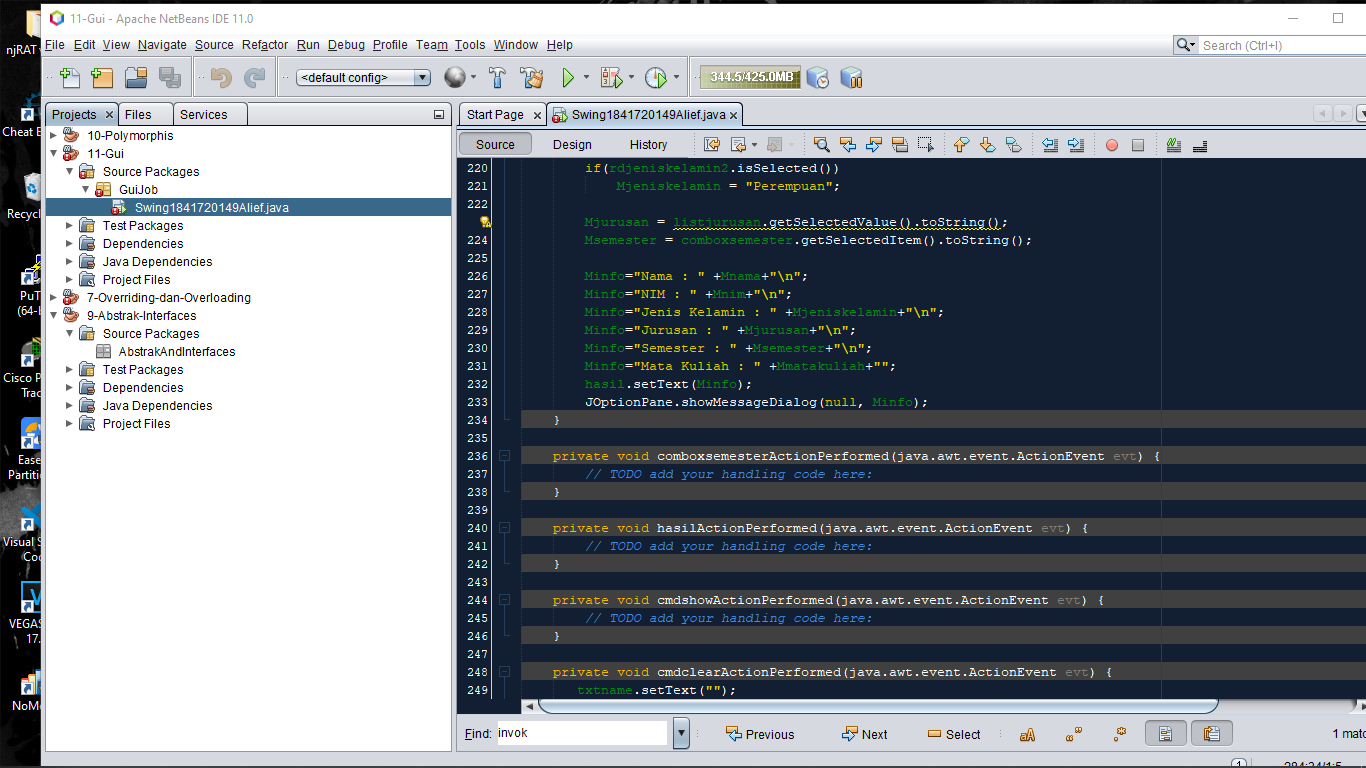 11-Gui - Apache NetBeans IDE 11.0
File Edit View Navigate Source Refactor Run Debug Profile Team Tools Window Help
Search (Ctrl+I)
<default config>
344.5/425.0MB
Projects Files Services
10-Polymorphis
11-Gui
Source Packages
GuiJob
Swing1841720149Alief.java
Test Packages
Dependencies
Java Dependencies
Project Files
7-Overriding-dan-Overloading
9-Abstrak-Interfaces
Source Packages
AbstrakAndInterfaces
Test Packages
Dependencies
Java Dependencies
Project Files
njRAT
Cheat E
Recycl
PuT
(64-b
Cisco P
Trac
Ease
Partiti
Visual S
Coc
VEGAS
17.
NoM
Start Page Swing1841720149Alief.java
Source Design History
220 if(rdjeniskelamin2.isSelected())
221 Mjeniskelamin = "Perempuan";
222
Mjurusan = listjurusan.getSelectedValue().toString();
224 Msemester = comboxsemester.getSelectedItem().toString();
225
226 Minfo="Nama : " +Mnama+"\n";
227 Minfo="NIM : " +Mnim+"\n";
228 Minfo="Jenis Kelamin : " +Mjeniskelamin+"\n";
229 Minfo="Jurusan : " +Mjurusan+"\n";
230 Minfo="Semester : " +Msemester+"\n";
231 Minfo="Mata Kuliah : " +Mmatakuliah+"";
232 hasil.setText(Minfo);
233 JOptionPane.showMessageDialog(null, Minfo);
234 }
235
236 private void comboxsemesterActionPerformed(java.awt.event.ActionEvent evt) {
237 // TODO add your handling code here:
238 }
239
240 private void hasilActionPerformed(java.awt.event.ActionEvent evt) {
241 // TODO add your handling code here:
242 }
243
244 private void cmdshowActionPerformed(java.awt.event.ActionEvent evt) {
245 // TODO add your handling code here:
246 }
247
248 private void cmdclearActionPerformed(java.awt.event.ActionEvent evt) {
249 txtname.setText("");
Find: invok Previous Next Select 1 matc
1